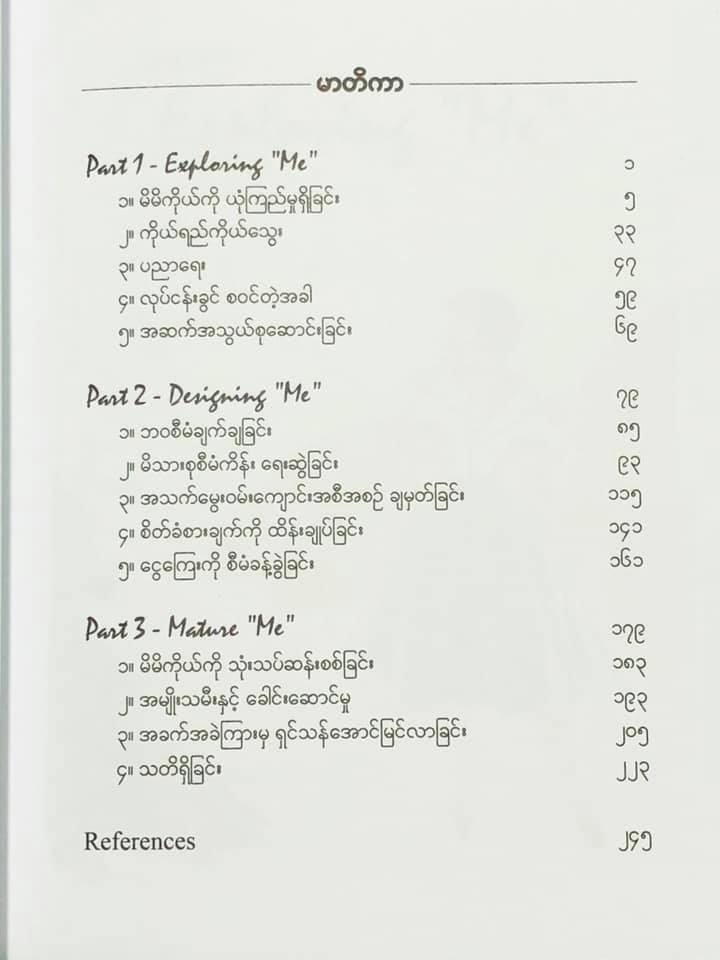 မာတိကာ
Part 1 - Exploring "Me" ၁
၁။ မိမိကိုယ်ကို ယုံကြည်မှုရှိခြင်း ၅
၂။ ကိုယ်ရည်ကိုယ်သွေး ၃၃
၃။ ပညာရေး ၄၇
၄။ လုပ်ငန်းခွင် စဝင်တဲ့အခါ ၅၉
၅။ အဆက်အသွယ်စုဆောင်းခြင်း ၆၉
Part 2 - Designing "Me" ၇၉
၁။ ဘဝစီမံချက်ချခြင်း ၈၅
၂။ မိသားစုစီမံကိန်း ရေးဆွဲခြင်း ၉၃
၃။ အသက်မွေးဝမ်းကျောင်းအစီအစဉ် ချမှတ်ခြင်း ၁၁၅
၄။ စိတ်ခံစားချက်ကို ထိန်းချုပ်ခြင်း ၁၄၁
၅။ ငွေကြေးကို စီမံခန့်ခွဲခြင်း ၁၆၁
Part 3 - Mature "Me" ၁၇၉
၁။ မိမိကိုယ်ကို သုံးသပ်ဆန်းစစ်ခြင်း ၁၈၃
၂။ အမျိုးသမီးနှင့် ခေါင်းဆောင်မှု ၁၉၃
၃။ အခက်အခဲကြားမှ ရှင်သန်အောင်မြင်လာခြင်း ၂၀၅
၄။ သတိရှိခြင်း ၂၂၃
References ၂၄၅